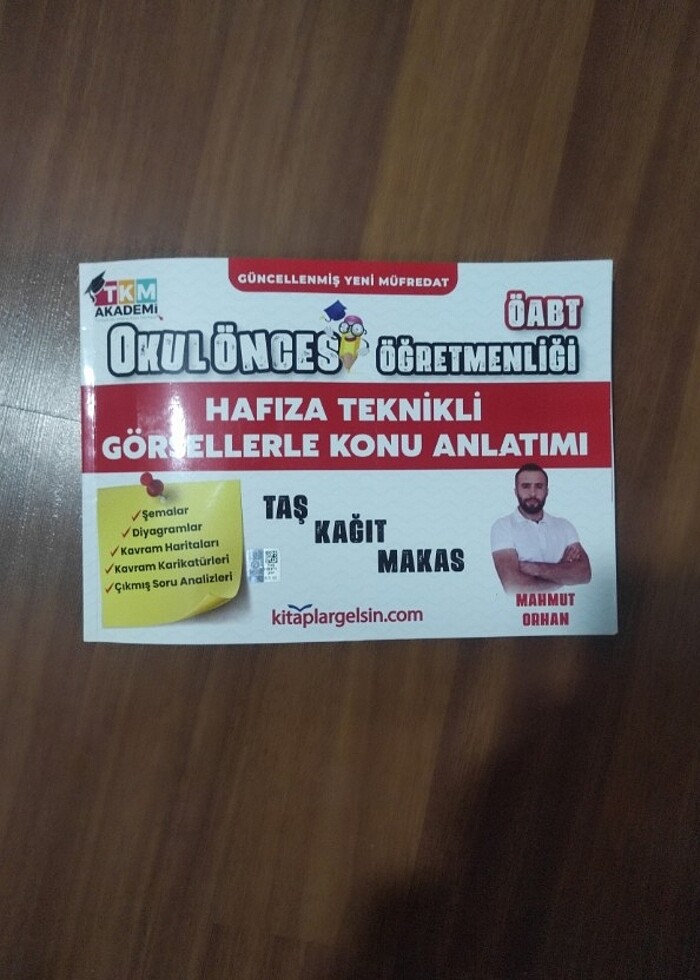 GÜNCELLENMİŞ YENİ MÜFREDAT
TKM
AKADEMİ
ÖABT
OKUL ÖNCESİ ÖĞRETMENLİĞİ
HAFIZA TEKNİKLİ
GÖRSELLERLE KONU ANLATIMI
✓Şemalar
✓Diyagramlar
✓Kavram Haritaları
✓Kavram Karikatürleri
✓Çıkmış Soru Analizleri
TAŞ
KAĞIT
MAKAS
MAHMUT
ORHAN
kitaplargelsin.com